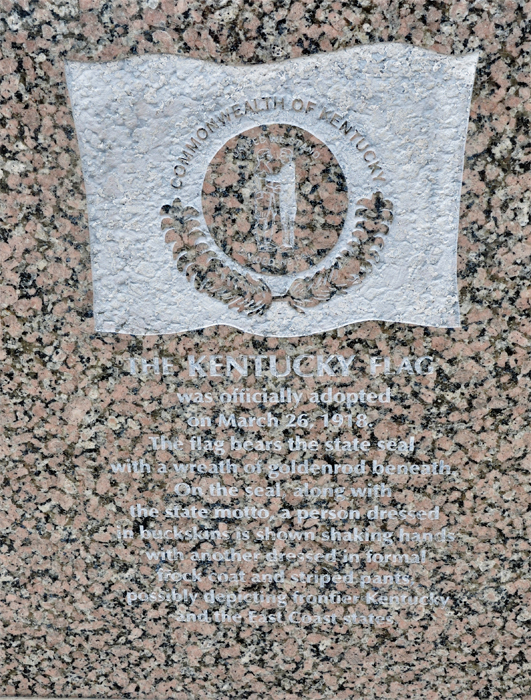 COMMONWEALTH OF KENTUCKY
THE KENTUCKY FLAG
was officially adopted
on March 26, 1918.
The flag bears the state seal
with a wreath of goldenrod beneath.
On the seal, along with
the state motto, a person dressed
in buckskins is shown shaking hands
with another dressed in formal
frock coat and striped pants,
possibly depicting frontier Kentucky
and the East Coast states.